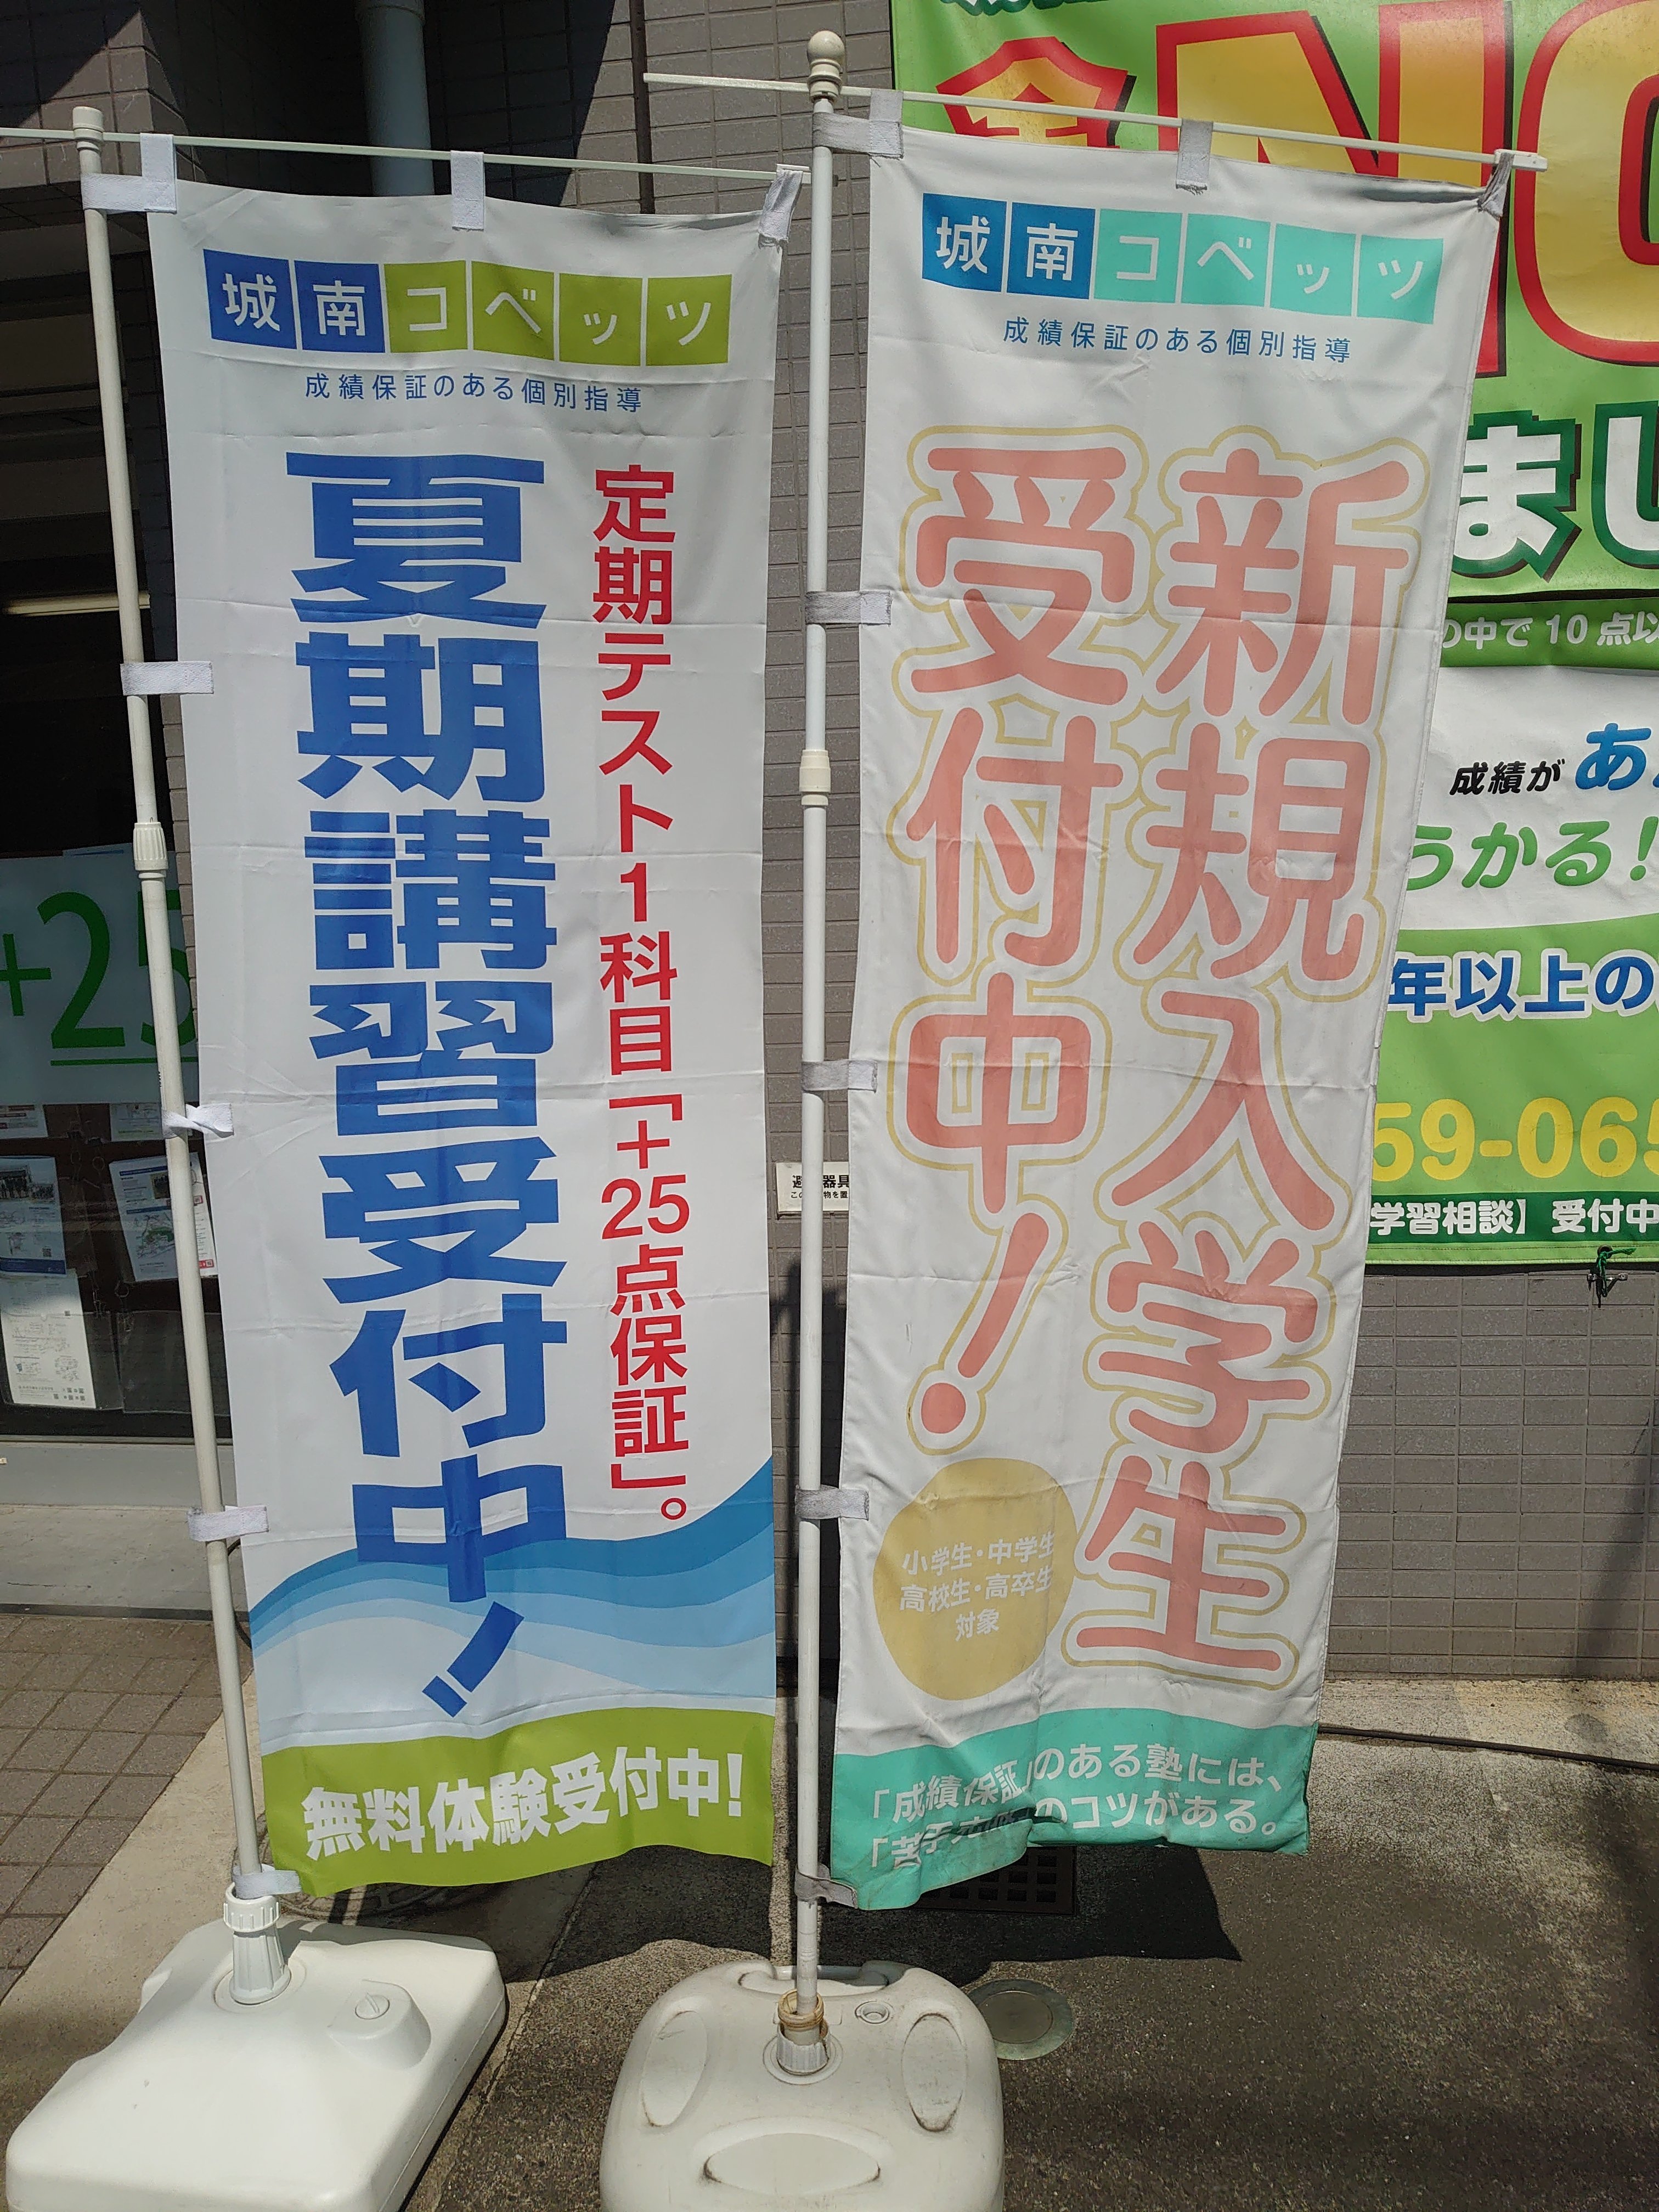 城南コベッツ
成績保証のある個別指導
定期テスト1科目「+25点保証」。
夏期講習受付中!
無料体験受付中!
城南コベッツ
成績保証のある個別指導
新規入学生
受付中!
小学生・中学生
高校生・高卒生
対象
「成績保証」のある塾には、
のコツがある。
+25
NO
まし
の中で10点以
成績が
うかる!
年以上の
59-065
学習相談】受付中